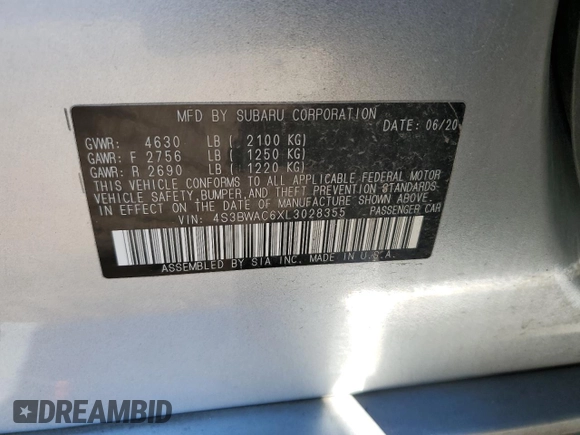 MFD BY SUBARU CORPORATION
DATE: 06/20
GVWR: 4630 LB ( 2100 KG)
GAWR: F 2756 LB ( 1250 KG)
GAWR: R 2690 LB ( 1220 KG)
THIS VEHICLE CONFORMS TO ALL APPLICABLE FEDERAL MOTOR
VEHICLE SAFETY, BUMPER, AND THEFT PREVENTION STANDARDS
IN EFFECT ON THE DATE OF MANUFACTURE SHOWN ABOVE.
VIN: 4S3BWAC6XL3028355 PASSENGER CAR
ASSEMBLED BY SIA INC. MADE IN U.S.A.
DREAMBID